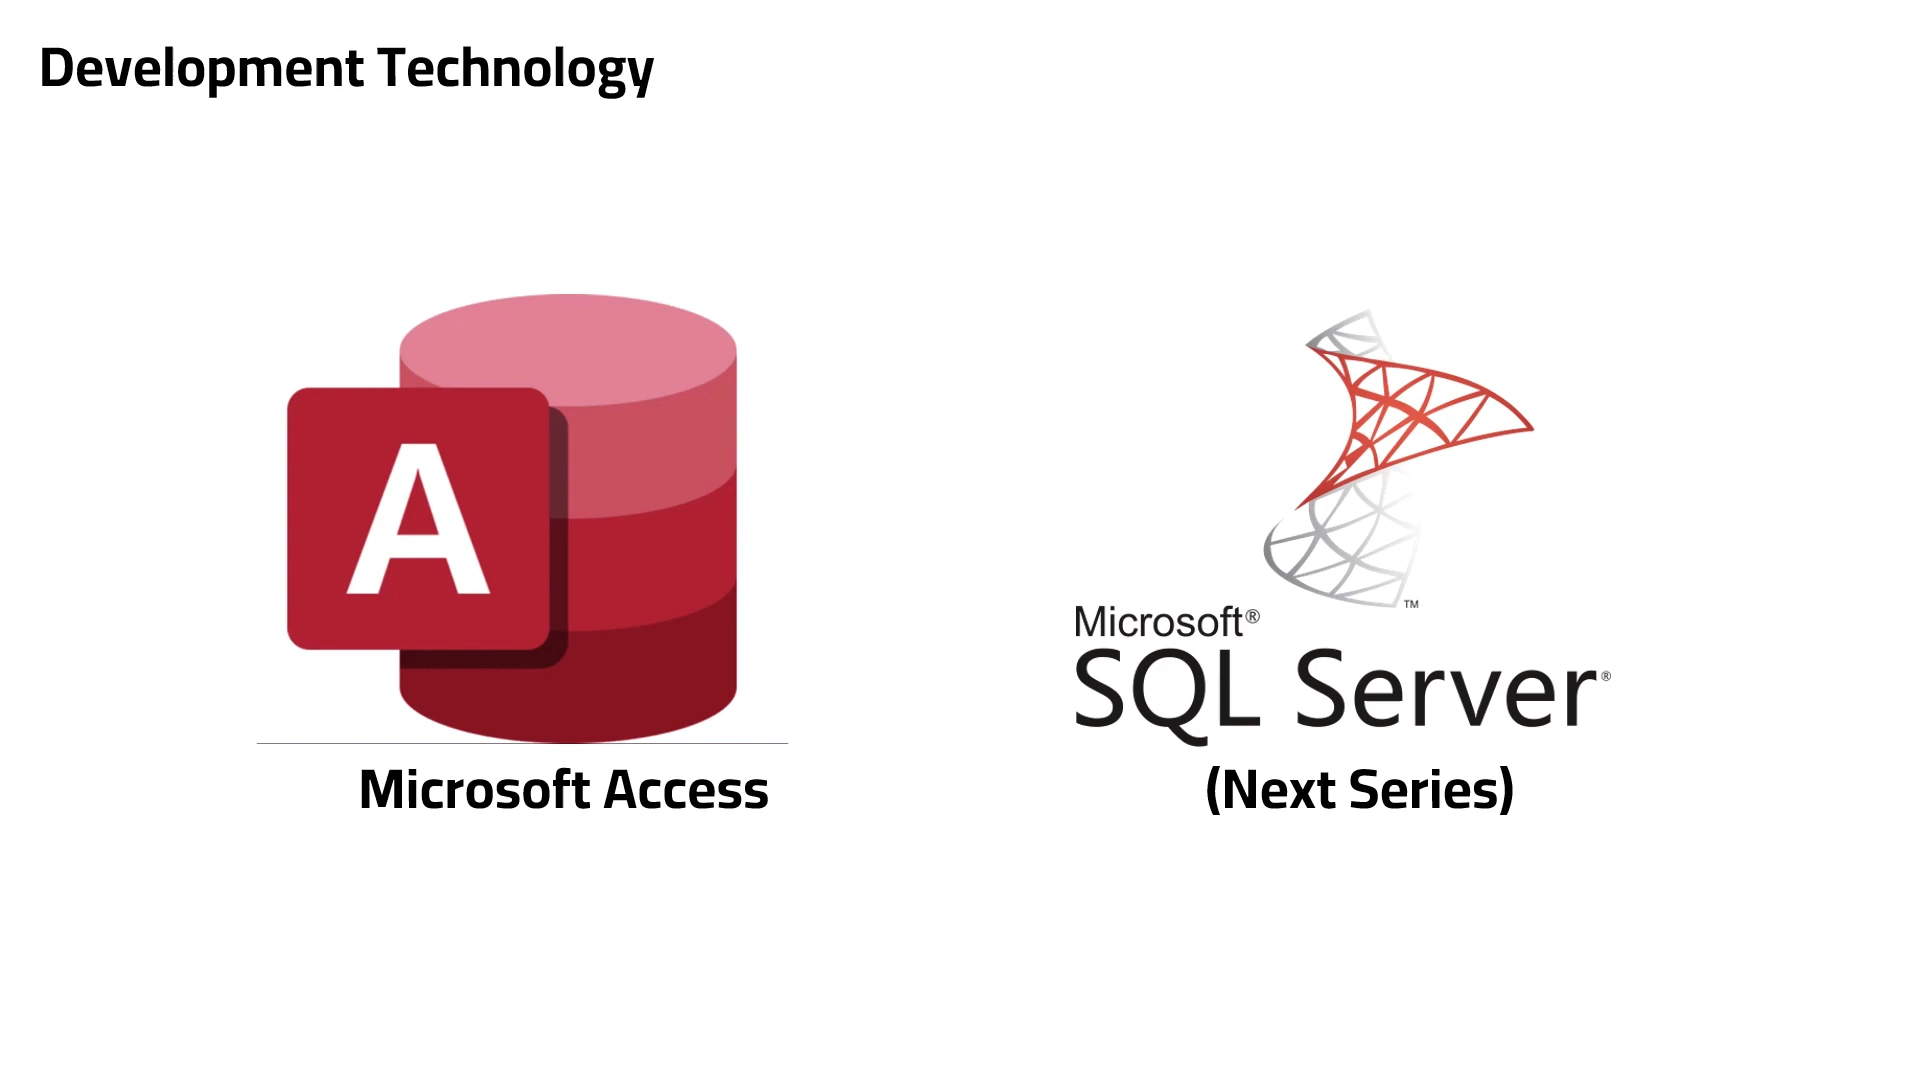 Development Technology
A
Microsoft Access
Microsoft®
SQL Server®
™
(Next Series)